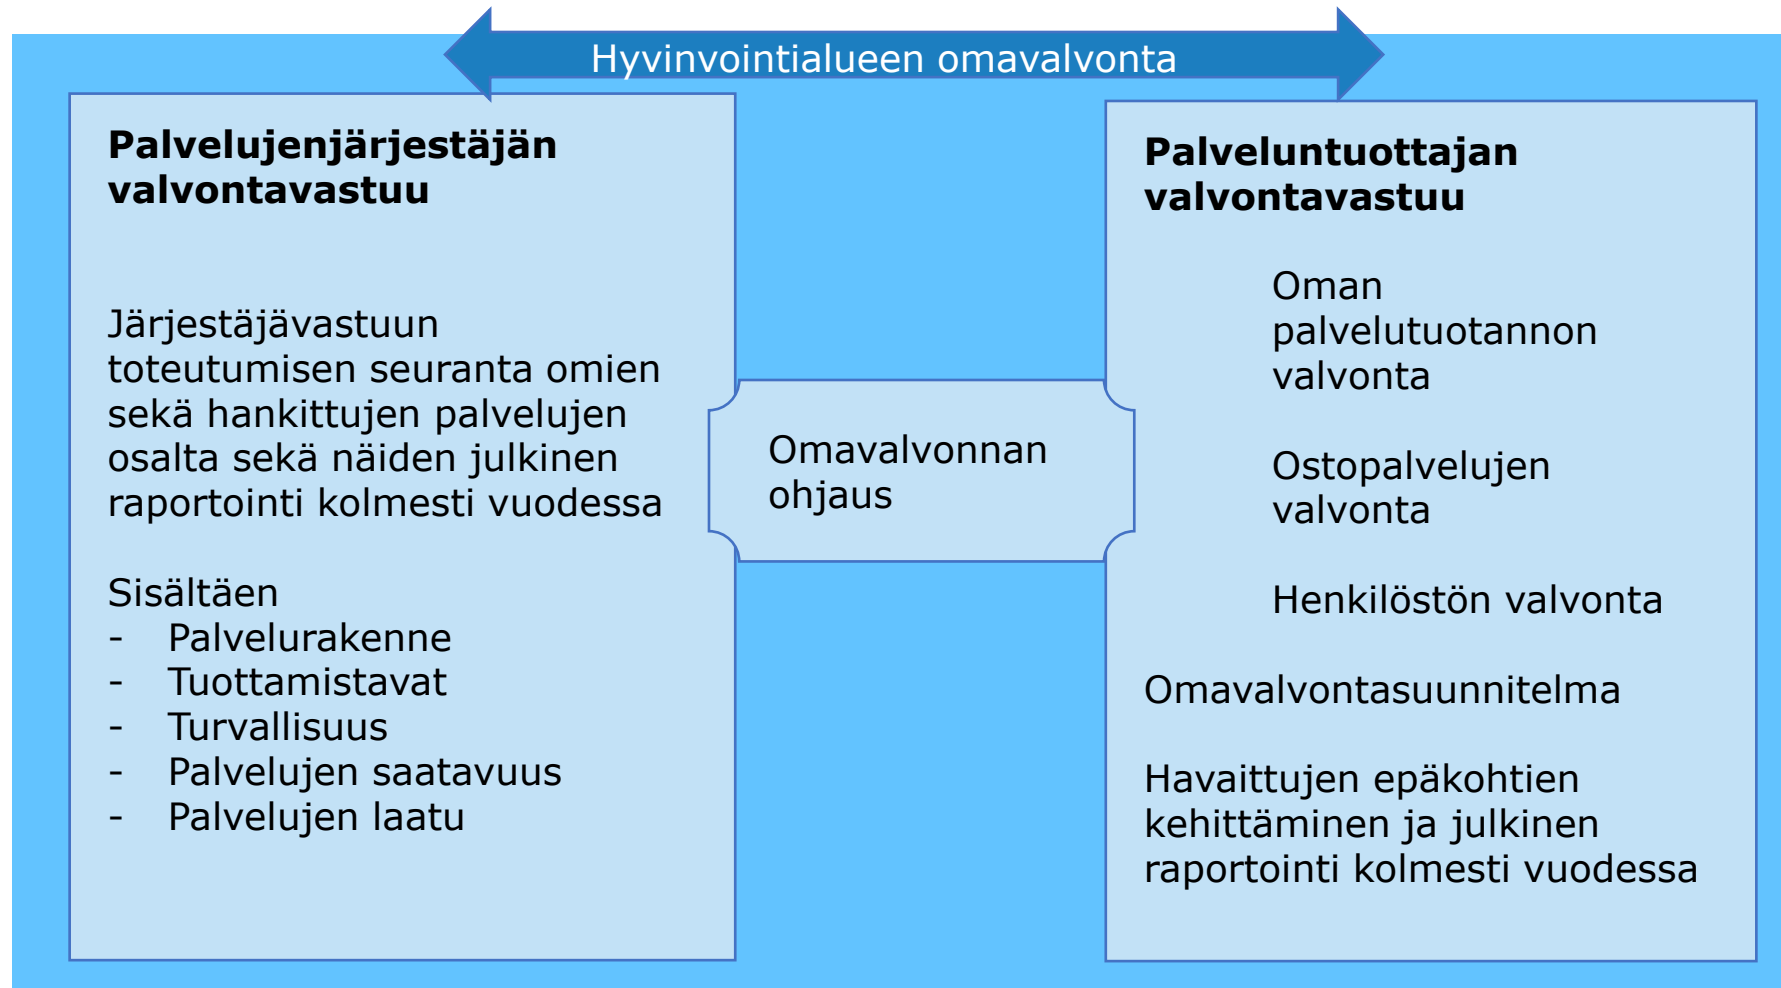 Hyvinvointialueen omavalvonta
Palvelujenjärjestäjän
valvontavastuu
Järjestäjävastuun
toteutumisen seuranta omien
sekä hankittujen palvelujen
osalta sekä näiden julkinen
raportointi kolmesti vuodessa
Sisältäen
- Palvelurakenne
- Tuottamistavat
- Turvallisuus
- Palvelujen saatavuus
- Palvelujen laatu
Omavalvonnan
ohjaus
Palveluntuottajan
valvontavastuu
Oman
palvelutuotannon
valvonta
Ostopalvelujen
valvonta
Henkilöstön valvonta
Omavalvontasuunnitelma
Havaittujen epäkohtien
kehittäminen ja julkinen
raportointi kolmesti vuodessa